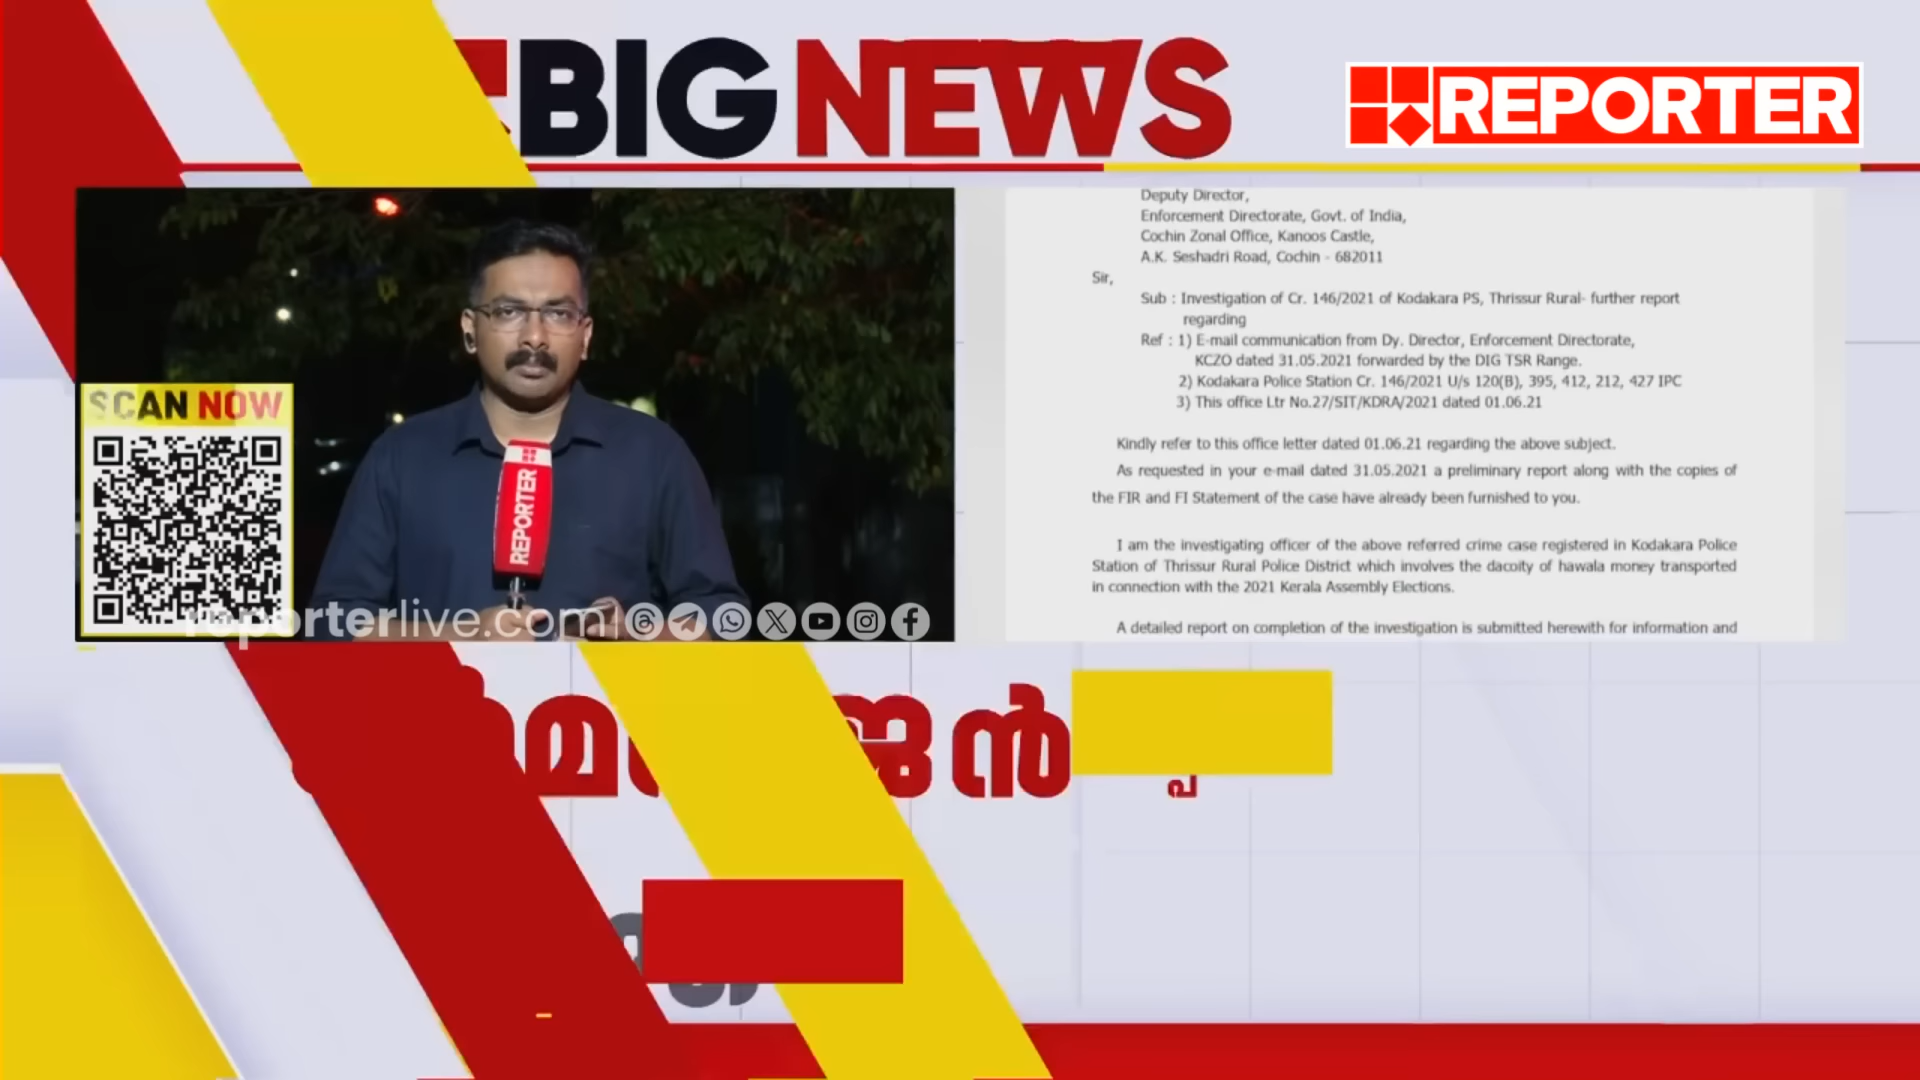 BIG NEWS
REPORTER
Deputy Director,
Enforcement Directorate, Govt. of India,
Cochin Zonal Office, Kanoos Castle,
A.K. Seshadri Road, Cochin - 682011
Sir,
Sub : Investigation of Cr. 146/2021 of Kodakara PS, Thrissur Rural- further report
regarding
Ref : 1) E-mail communication from Dy. Director, Enforcement Directorate,
KCZO dated 31.05.2021 forwarded by the DIG TSR Range.
2) Kodakara Police Station Cr. 146/2021 U/s 120(B), 395, 412, 212, 427 IPC
3) This office Ltr No.27/SIT/KDRA/2021 dated 01.06.21
Kindly refer to this office letter dated 01.06.21 regarding the above subject.
As requested in your e-mail dated 31.05.2021 a preliminary report along with the copies of
the FIR and FI Statement of the case have already been furnished to you.
I am the investigating officer of the above referred crime case registered in Kodakara Police
Station of Thrissur Rural Police District which involves the dacoity of hawala money transported
in connection with the 2021 Kerala Assembly Elections.
A detailed report on completion of the investigation is submitted herewith for information and
SCAN NOW
REPORTER
reporterlive.com